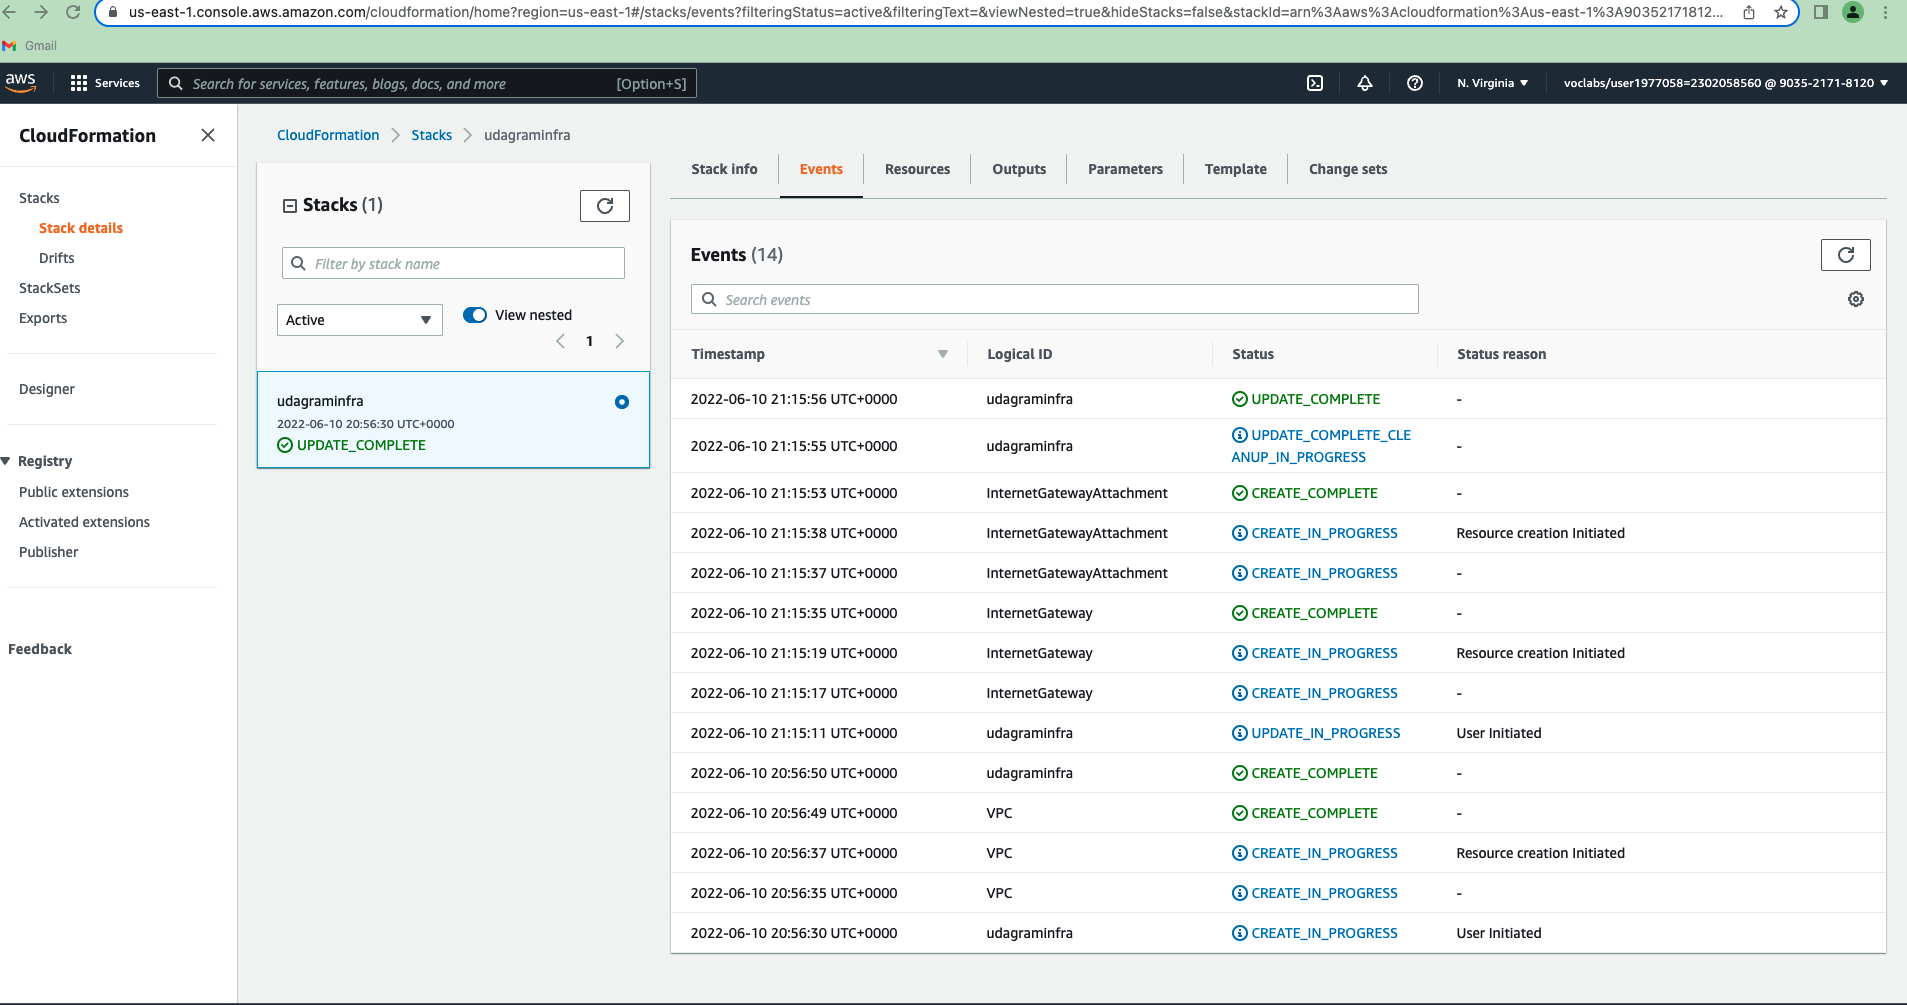 us-east-1.console.aws.amazon.com/cloudformation/home?region=us-east-1#/stacks/events?filteringStatus=active&filteringText=&viewNested=true&hideStacks=false&stackId=arn%3Aaws%3Acloudformation%3Aus-east-1%3A90352171812...
Gmail
aws
Services
Search for services, features, blogs, docs, and more
[Option+S]
N. Virginia
voclabs/user1977058=2302058560 @ 9035-2171-8120
CloudFormation
Stacks
Stack details
Drifts
StackSets
Exports
Designer
Registry
Public extensions
Activated extensions
Publisher
Feedback
CloudFormation
Stacks
udagraminfra
Stacks (1)
Filter by stack name
Active
View nested
1
udagraminfra
2022-06-10 20:56:30 UTC+0000
UPDATE_COMPLETE
Stack info
Events
Resources
Outputs
Parameters
Template
Change sets
Events (14)
Search events
Timestamp Logical ID Status Status reason
2022-06-10 21:15:56 UTC+0000 udagraminfra UPDATE_COMPLETE -
2022-06-10 21:15:55 UTC+0000 udagraminfra UPDATE_COMPLETE_CLE
ANUP_IN_PROGRESS -
2022-06-10 21:15:53 UTC+0000 InternetGatewayAttachment CREATE_COMPLETE -
2022-06-10 21:15:38 UTC+0000 InternetGatewayAttachment CREATE_IN_PROGRESS Resource creation Initiated
2022-06-10 21:15:37 UTC+0000 InternetGatewayAttachment CREATE_IN_PROGRESS -
2022-06-10 21:15:35 UTC+0000 InternetGateway CREATE_COMPLETE -
2022-06-10 21:15:19 UTC+0000 InternetGateway CREATE_IN_PROGRESS Resource creation Initiated
2022-06-10 21:15:17 UTC+0000 InternetGateway CREATE_IN_PROGRESS -
2022-06-10 21:15:11 UTC+0000 udagraminfra UPDATE_IN_PROGRESS User Initiated
2022-06-10 20:56:50 UTC+0000 udagraminfra CREATE_COMPLETE -
2022-06-10 20:56:49 UTC+0000 VPC CREATE_COMPLETE -
2022-06-10 20:56:37 UTC+0000 VPC CREATE_IN_PROGRESS Resource creation Initiated
2022-06-10 20:56:35 UTC+0000 VPC CREATE_IN_PROGRESS -
2022-06-10 20:56:30 UTC+0000 udagraminfra CREATE_IN_PROGRESS User Initiated